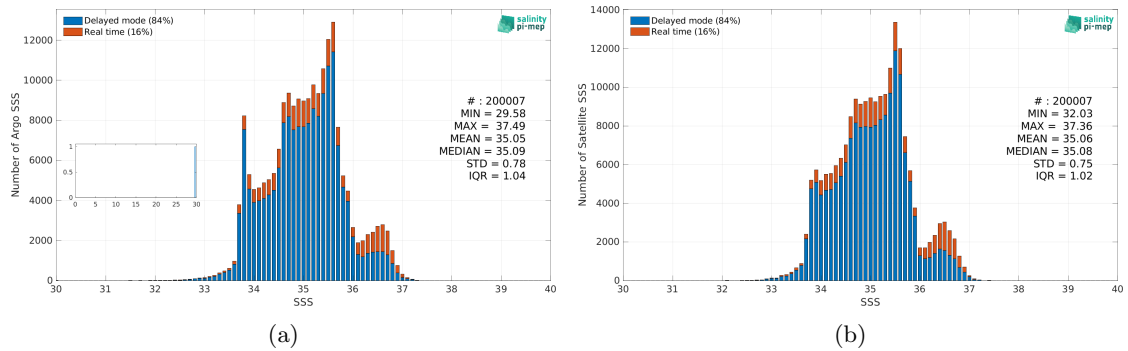 Delayed mode (84%)
Real time (16%)
salinity
pi-mep
Number of Argo SSS
12000
10000
8000
6000
4000
2000
0
# : 200007
MIN = 29.58
MAX = 37.49
MEAN = 35.05
MEDIAN = 35.09
STD = 0.78
IQR = 1.04
1
0.5
0
0 5 10 15 20 25 30
30 31 32 33 34 35 36 37 38 39 40
SSS
(a)
Delayed mode (84%)
Real time (16%)
salinity
pi-mep
Number of Satellite SSS
14000
12000
10000
8000
6000
4000
2000
0
# : 200007
MIN = 32.03
MAX = 37.36
MEAN = 35.06
MEDIAN = 35.08
STD = 0.75
IQR = 1.02
30 31 32 33 34 35 36 37 38 39 40
SSS
(b)